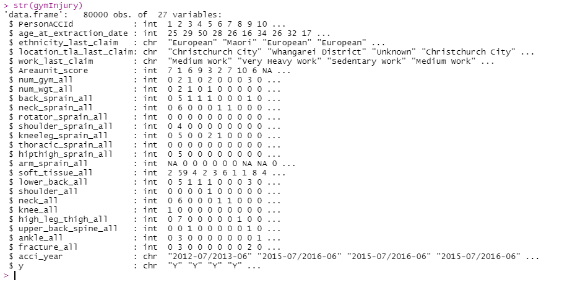 > str(gymInjury)
'data.frame': 80000 obs. of 27 variables:
$ PersonACCId : int 1 2 3 4 5 6 7 8 9 10 ...
$ age_at_extraction_date : int 25 29 50 28 26 16 34 26 32 17 ...
$ ethnicity_last_claim : chr "European" "Maori" "European" "European" ...
$ location_tla_last_claim: chr "Christchurch City" "Whangarei District" "Unknown" "Christchurch City" ...
$ work_last_claim : chr "Medium Work" "Very Heavy Work" "Sedentary Work" "Medium Work" ...
$ Areaunit_score : int 7 1 6 9 3 2 7 10 6 NA ...
$ num_gym_all : int 0 2 1 0 2 0 0 0 3 0 ...
$ num_wgt_all : int 0 2 1 0 1 0 0 0 0 0 ...
$ back_sprain_all : int 0 5 1 1 1 0 0 0 1 0 ...
$ neck_sprain_all : int 0 6 0 0 0 1 1 0 0 0 ...
$ rotator_sprain_all : int 0 0 0 0 0 0 0 0 0 0 ...
$ shoulder_sprain_all : int 0 4 0 0 0 0 0 0 0 0 ...
$ kneeleg_sprain_all : int 0 5 0 0 2 1 0 0 0 0 ...
$ thoracic_sprain_all : int 0 0 0 0 0 0 0 0 0 0 ...
$ hipthigh_sprain_all : int 0 5 0 0 0 0 0 0 0 0 ...
$ arm_sprain_all : int NA 0 0 0 0 0 0 NA NA 0 ...
$ soft_tissue_all : int 2 59 4 2 3 6 1 1 8 4 ...
$ lower_back_all : int 0 5 1 1 1 0 0 0 3 0 ...
$ shoulder_all : int 0 0 0 0 1 0 0 0 0 0 ...
$ neck_all : int 0 6 0 0 0 1 1 0 0 0 ...
$ knee_all : int 1 0 0 0 0 0 0 0 0 0 ...
$ high_leg_thigh_all : int 0 7 0 0 0 0 0 1 0 0 ...
$ upper_back_spine_all : int 0 0 1 0 0 0 0 0 1 0 ...
$ ankle_all : int 0 3 0 0 0 0 0 0 0 1 ...
$ fracture_all : int 0 3 0 0 0 0 0 0 2 0 ...
$ acci_year : chr "2012-07/2013-06" "2015-07/2016-06" "2015-07/2016-06" "2015-07/2016-06" ...
$ y : chr "Y" "Y" "Y" "Y" ...
>